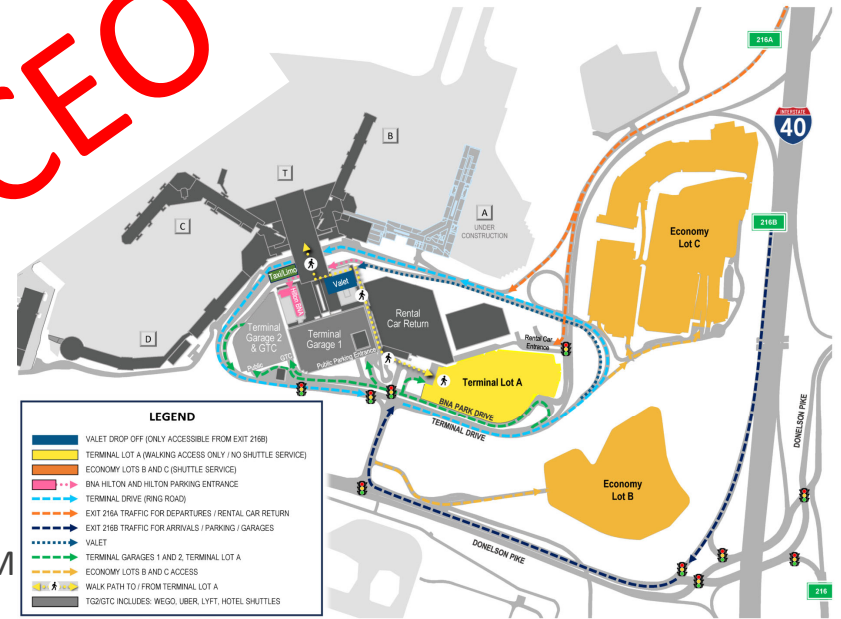 CEO
216A
INTERSTATE
40
B
T
A
UNDER
CONSTRUCTION
C
216B
Economy
Lot C
Taxi/Limo
Valet
Hilton BNA
D
Rental
Car Return
Terminal
Garage 2
& GTC
Terminal
Garage 1
Rental Car
Entrance
Public Parking Entrance
GTC
Public
Terminal Lot A
BNA PARK DRIVE
TERMINAL DRIVE
DONELSON PIKE
Economy
Lot B
DONELSON PIKE
216
LEGEND
VALET DROP OFF (ONLY ACCESSIBLE FROM EXIT 216B)
TERMINAL LOT A (WALKING ACCESS ONLY / NO SHUTTLE SERVICE)
ECONOMY LOTS B AND C (SHUTTLE SERVICE)
BNA HILTON AND HILTON PARKING ENTRANCE
TERMINAL DRIVE (RING ROAD)
EXIT 216A TRAFFIC FOR DEPARTURES / RENTAL CAR RETURN
EXIT 216B TRAFFIC FOR ARRIVALS / PARKING / GARAGES
VALET
TERMINAL GARAGES 1 AND 2, TERMINAL LOT A
ECONOMY LOTS B AND C ACCESS
WALK PATH TO / FROM TERMINAL LOT A
TG2/GTC INCLUDES: WEGO, UBER, LYFT, HOTEL SHUTTLES
M